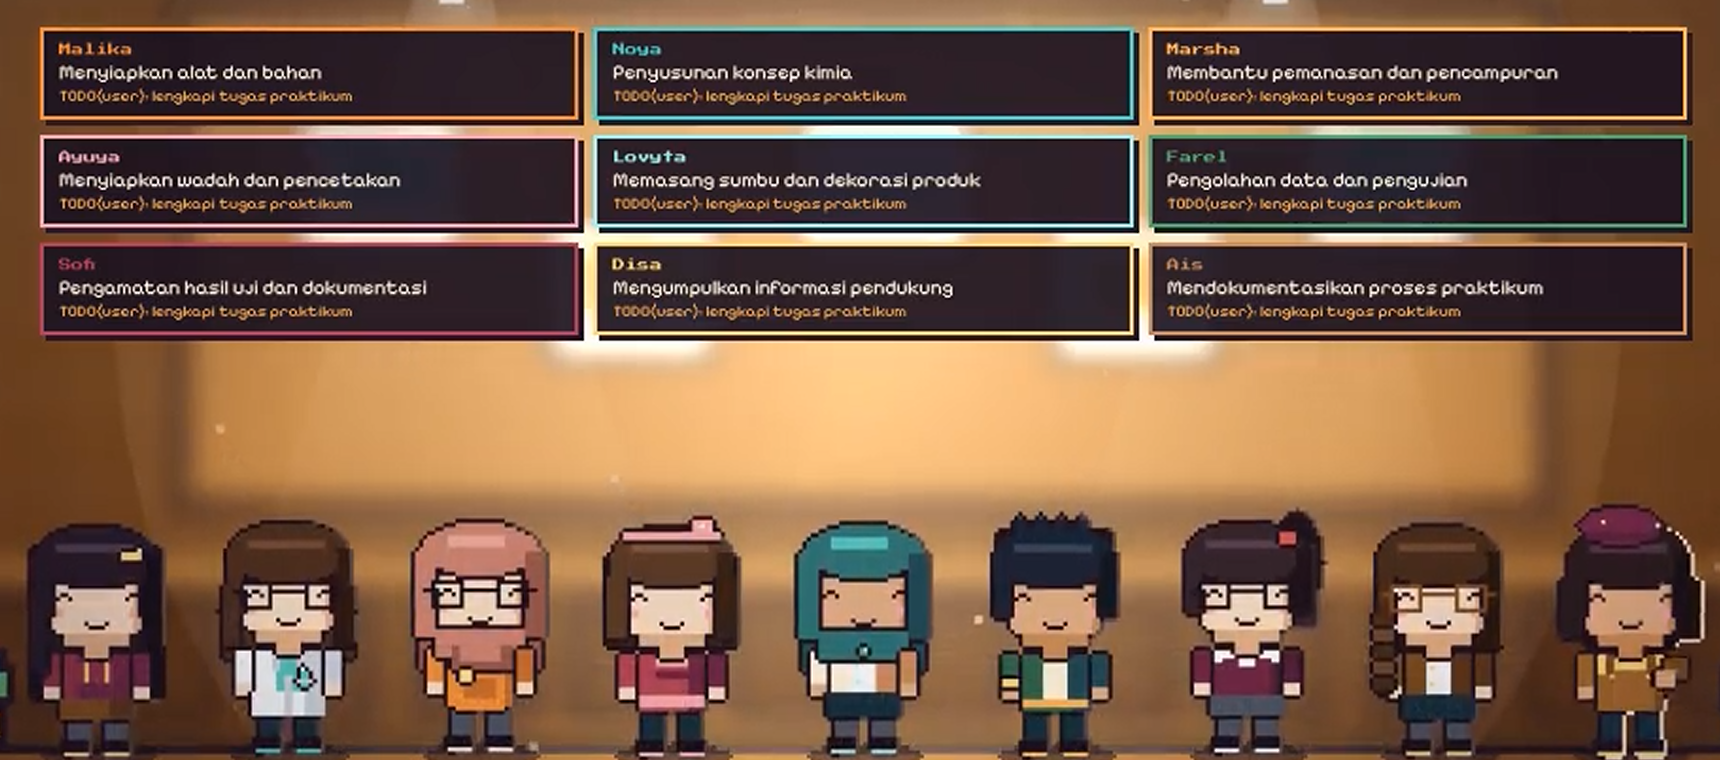 Malika
Menyiapkan alat dan bahan
TODO(user): lengkapi tugas praktikum
Noya
Penyusunan konsep kimia
TODO(user): lengkapi tugas praktikum
Marsha
Membantu pemanasan dan pencampuran
TODO(user): lengkapi tugas praktikum
Ayuya
Menyiapkan wadah dan pencetakan
TODO(user): lengkapi tugas praktikum
Lovyta
Memasang sumbu dan dekorasi produk
TODO(user): lengkapi tugas praktikum
Farel
Pengolahan data dan pengujian
TODO(user): lengkapi tugas praktikum
Sofi
Pengamatan hasil uji dan dokumentasi
TODO(user): lengkapi tugas praktikum
Disa
Mengumpulkan informasi pendukung
TODO(user): lengkapi tugas praktikum
Ais
Mendokumentasikan proses praktikum
TODO(user): lengkapi tugas praktikum